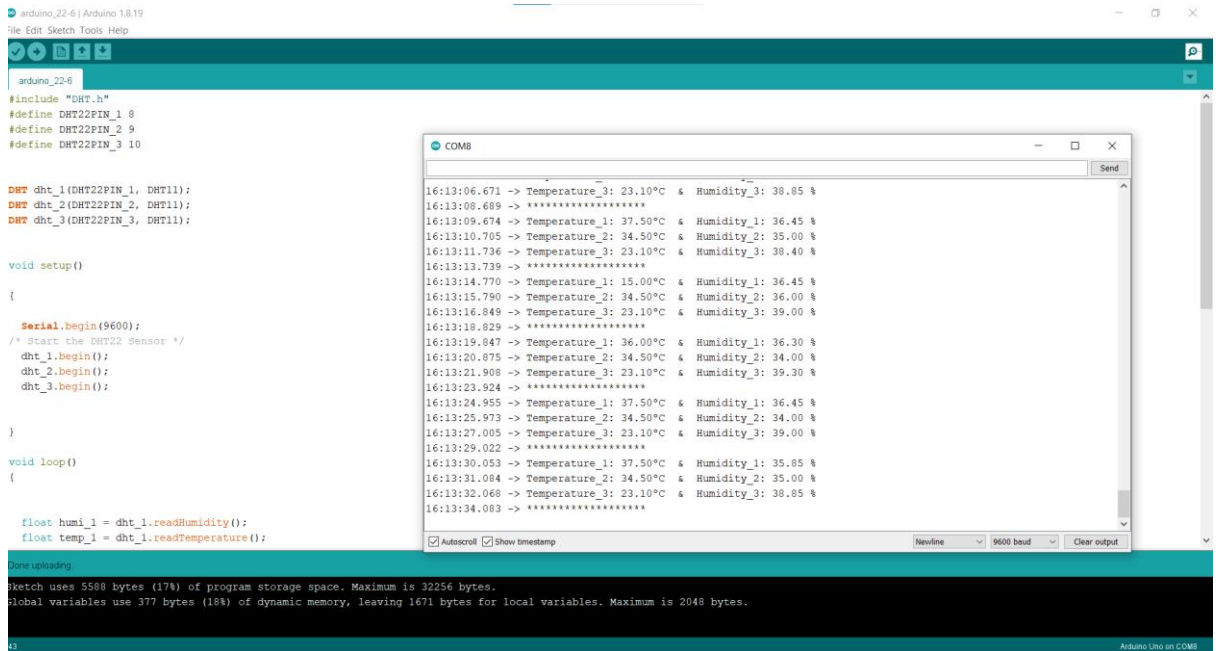 arduino_22-6 | Arduino 1.8.19
File Edit Sketch Tools Help
arduino_22-6
#include "DHT.h"
#define DHT22PIN_1 8
#define DHT22PIN_2 9
#define DHT22PIN_3 10
DHT dht_1(DHT22PIN_1, DHT11);
DHT dht_2(DHT22PIN_2, DHT11);
DHT dht_3(DHT22PIN_3, DHT11);
void setup()
{
Serial.begin(9600);
/* Start the DHT22 Sensor */
dht_1.begin();
dht_2.begin();
dht_3.begin();
}
void loop()
{
float humi_1 = dht_1.readHumidity();
float temp_1 = dht_1.readTemperature();
COM8
Send
16:13:06.671 -> Temperature_3: 23.10°C & Humidity_3: 38.85 %
16:13:08.689 -> *******************
16:13:09.674 -> Temperature_1: 37.50°C & Humidity_1: 36.45 %
16:13:10.705 -> Temperature_2: 34.50°C & Humidity_2: 35.00 %
16:13:11.736 -> Temperature_3: 23.10°C & Humidity_3: 38.40 %
16:13:13.739 -> *******************
16:13:14.770 -> Temperature_1: 15.00°C & Humidity_1: 36.45 %
16:13:15.790 -> Temperature_2: 34.50°C & Humidity_2: 36.00 %
16:13:16.849 -> Temperature_3: 23.10°C & Humidity_3: 39.00 %
16:13:18.829 -> *******************
16:13:19.847 -> Temperature_1: 36.00°C & Humidity_1: 36.30 %
16:13:20.875 -> Temperature_2: 34.50°C & Humidity_2: 34.00 %
16:13:21.908 -> Temperature_3: 23.10°C & Humidity_3: 39.30 %
16:13:23.924 -> *******************
16:13:24.955 -> Temperature_1: 37.50°C & Humidity_1: 36.45 %
16:13:25.973 -> Temperature_2: 34.50°C & Humidity_2: 34.00 %
16:13:27.005 -> Temperature_3: 23.10°C & Humidity_3: 39.00 %
16:13:29.022 -> *******************
16:13:30.053 -> Temperature_1: 37.50°C & Humidity_1: 35.85 %
16:13:31.084 -> Temperature_2: 34.50°C & Humidity_2: 35.00 %
16:13:32.068 -> Temperature_3: 23.10°C & Humidity_3: 38.85 %
16:13:34.083 -> *******************
Autoscroll Show timestamp Newline 9600 baud Clear output
Done uploading.
Sketch uses 5588 bytes (17%) of program storage space. Maximum is 32256 bytes.
Global variables use 377 bytes (18%) of dynamic memory, leaving 1671 bytes for local variables. Maximum is 2048 bytes.
43 Arduino Uno on COM8